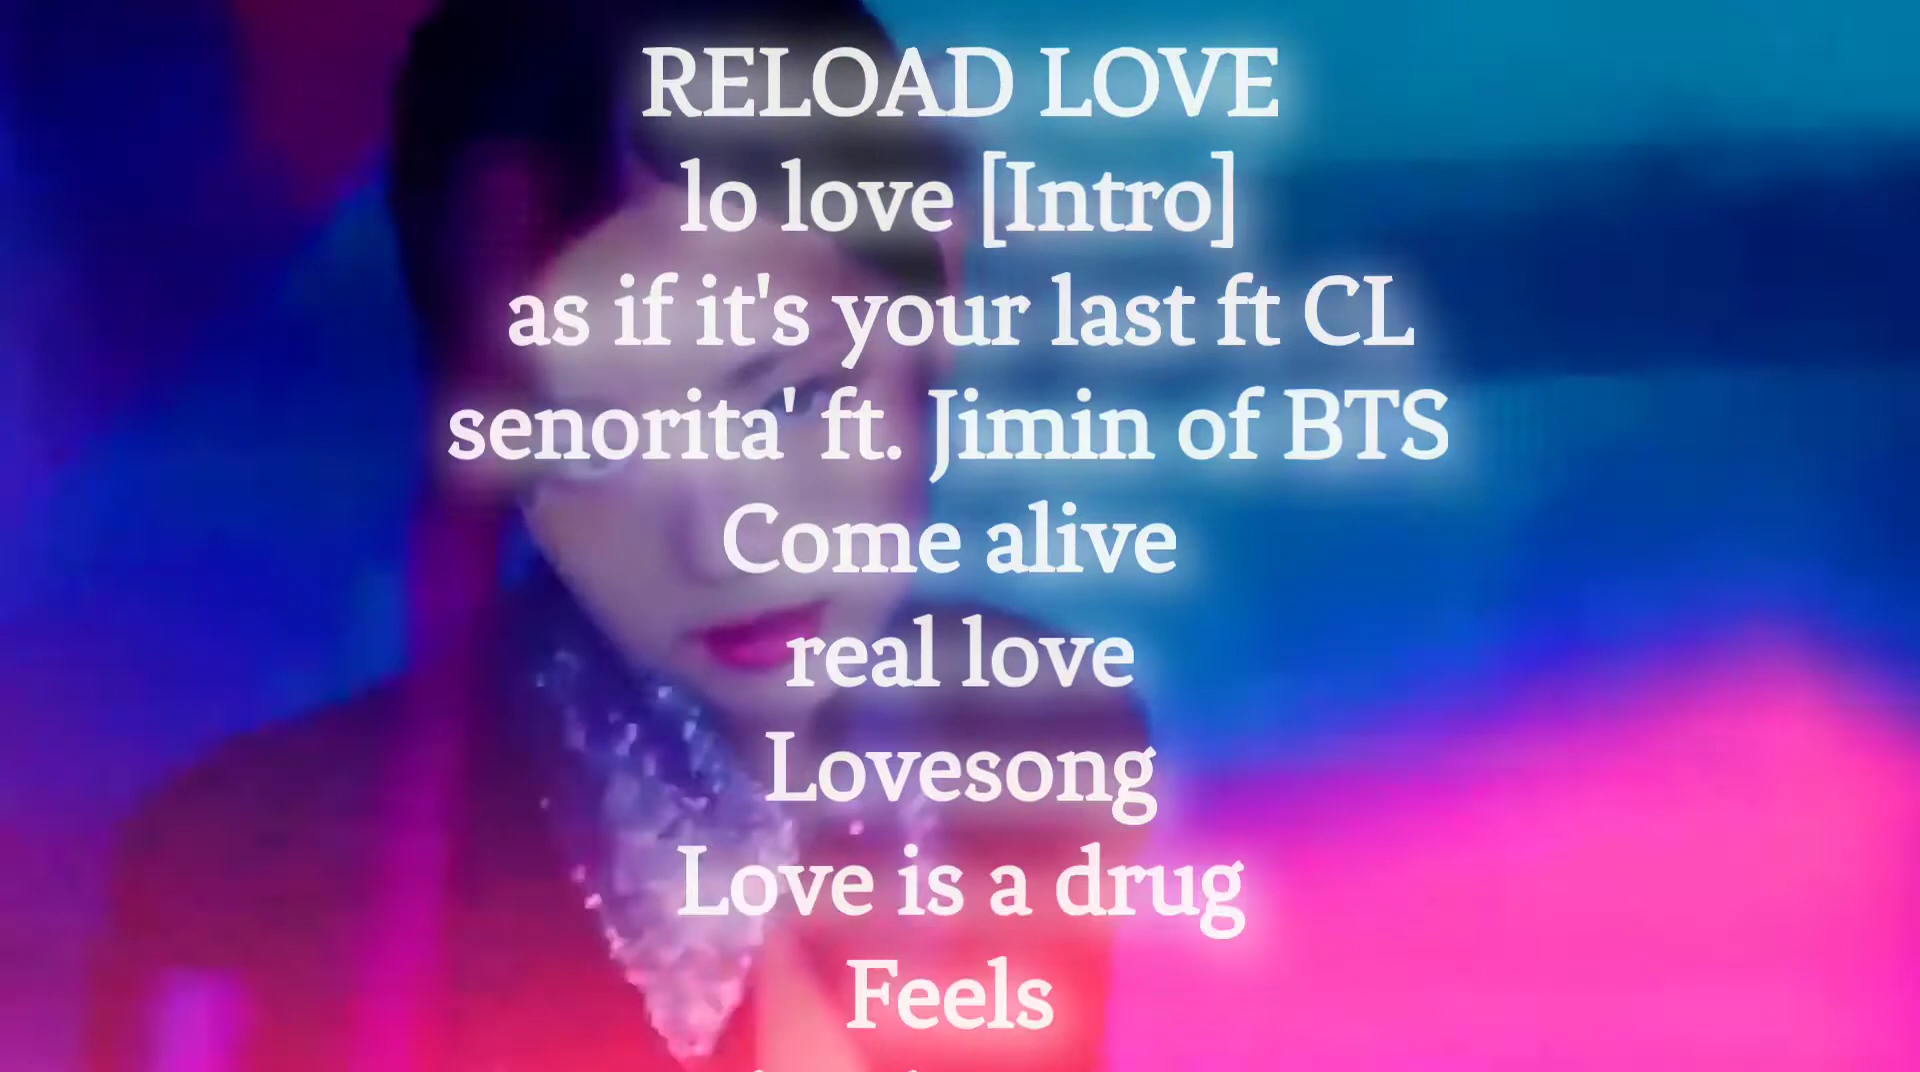 RELOAD LOVE
lo love [Intro]
as if it's your last ft CL
senorita' ft. Jimin of BTS
Come alive
real love
Lovesong
Love is a drug
Feels